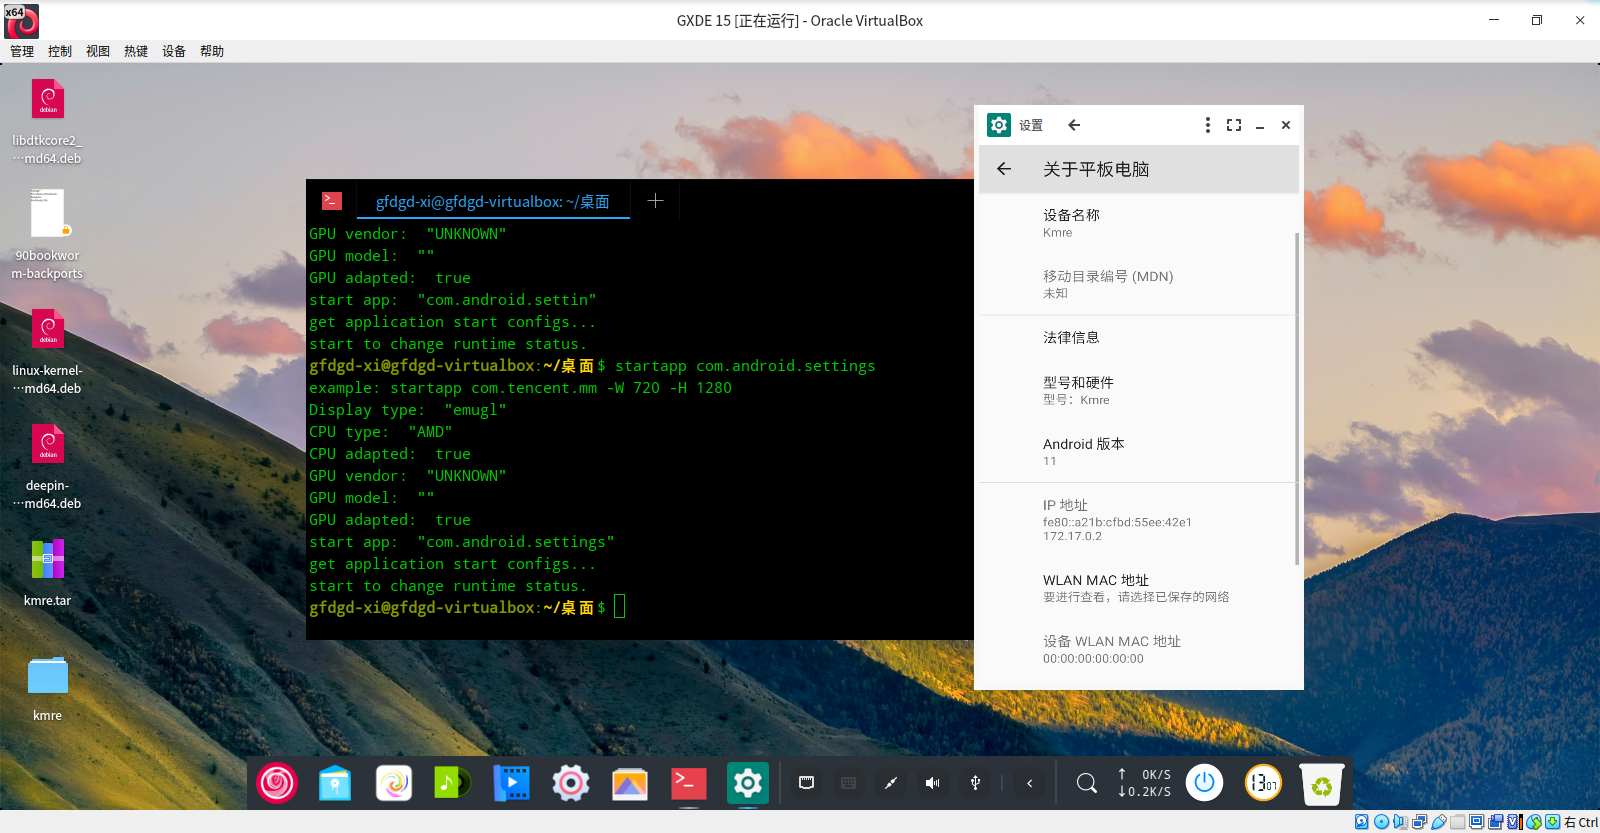 x64
GXDE 15 [正在运行] - Oracle VirtualBox
管理 控制 视图 热键 设备 帮助
debian
libdtkcore2_
…md64.deb
90bookwor
m-backports
debian
linux-kernel-
…md64.deb
debian
deepin-
…md64.deb
kmre.tar
kmre
gfdgd-xi@gfdgd-virtualbox: ~/桌面
GPU vendor:  "UNKNOWN"
GPU model:  ""
GPU adapted:  true
start app:  "com.android.settin"
get application start configs...
start to change runtime status.
gfdgd-xi@gfdgd-virtualbox:~/桌面$ startapp com.android.settings
example: startapp com.tencent.mm -W 720 -H 1280
Display type:  "emugl"
CPU type:  "AMD"
CPU adapted:  true
GPU vendor:  "UNKNOWN"
GPU model:  ""
GPU adapted:  true
start app:  "com.android.settings"
get application start configs...
start to change runtime status.
gfdgd-xi@gfdgd-virtualbox:~/桌面$
设置
关于平板电脑
设备名称
Kmre
移动目录编号 (MDN)
未知
法律信息
型号和硬件
型号：Kmre
Android 版本
11
IP 地址
fe80::a21b:cfbd:55ee:42e1
172.17.0.2
WLAN MAC 地址
要进行查看，请选择已保存的网络
设备 WLAN MAC 地址
00:00:00:00:00:00
↑ 0K/S
↓0.2K/S
13 07
右 Ctrl